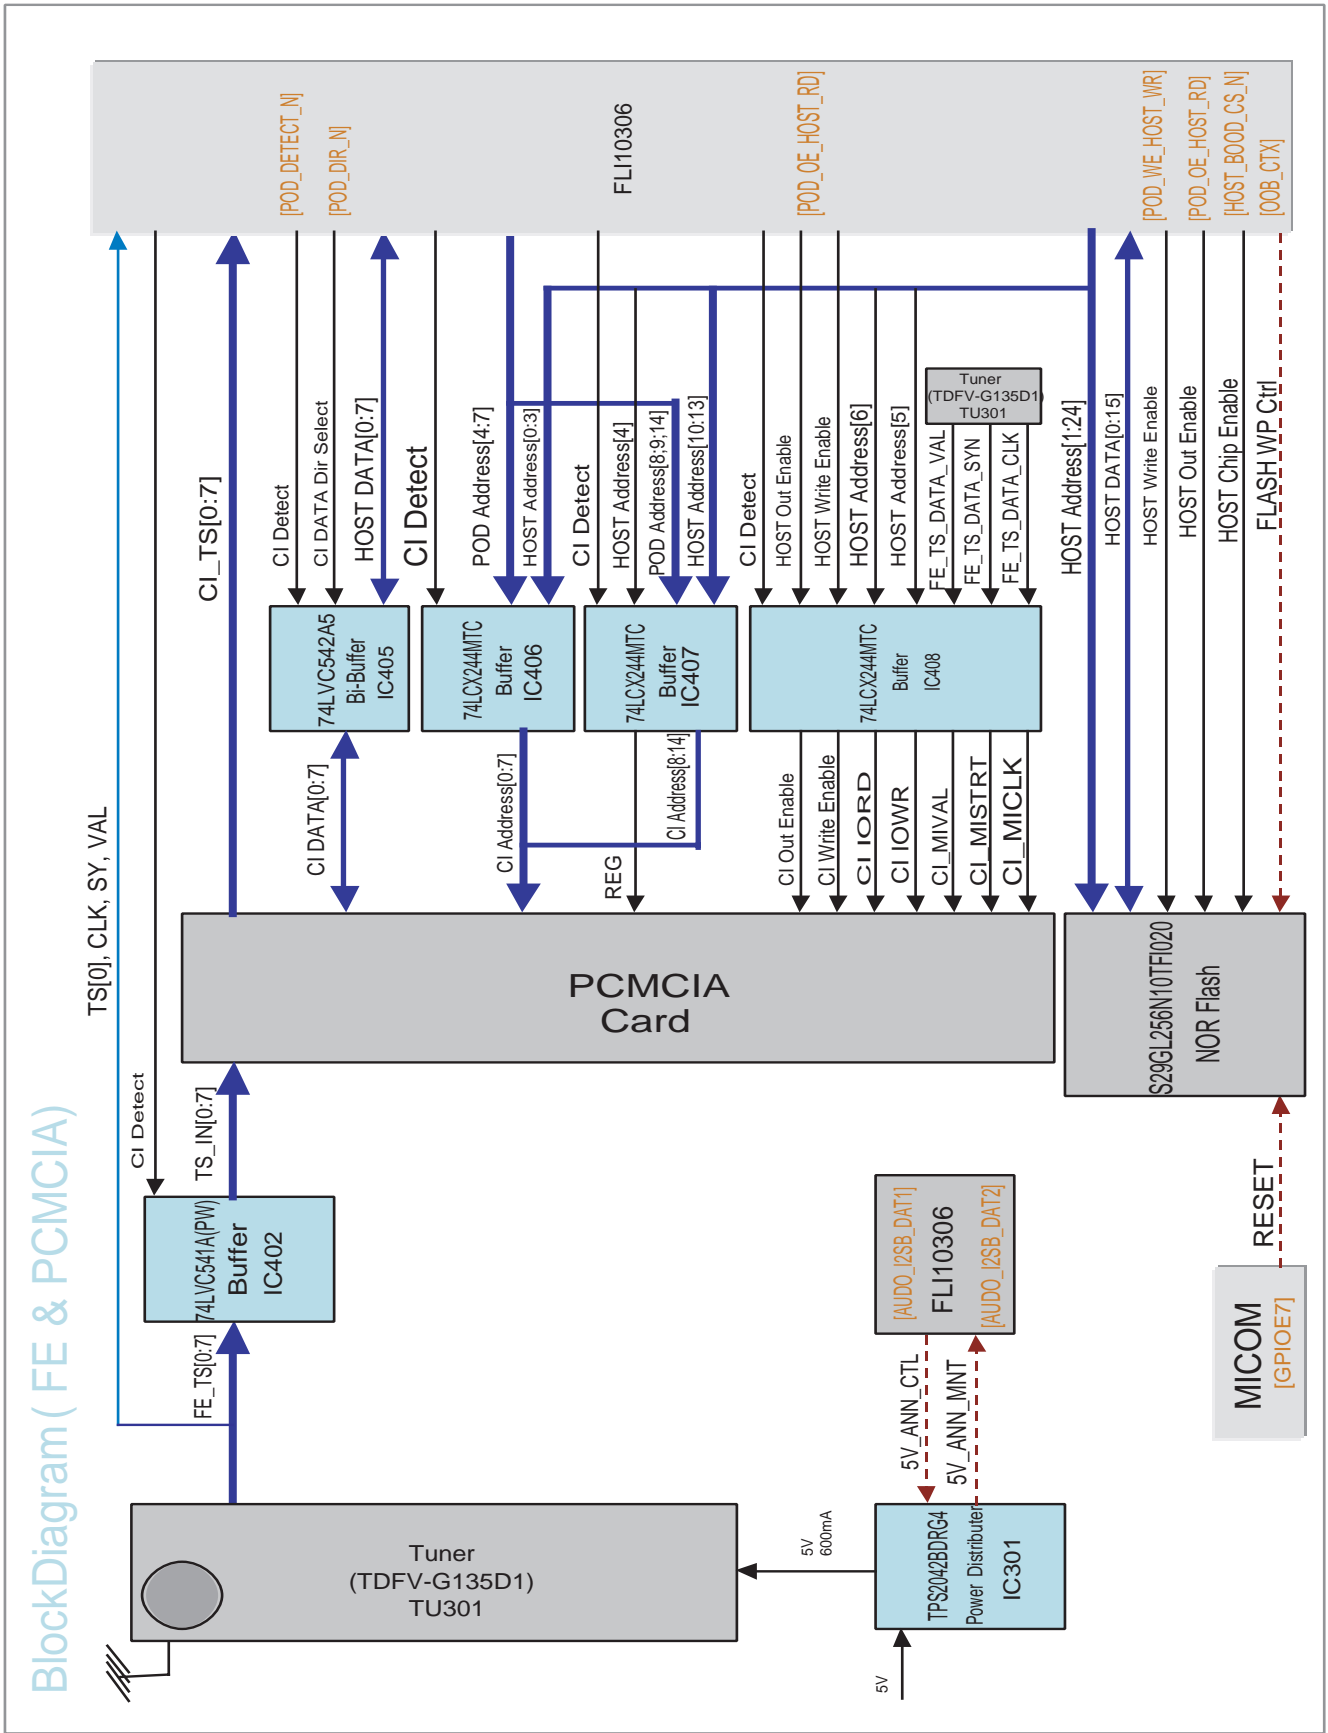 BlockDiagram ( FE & PCMCIA)
TS[0], CLK, SY, VAL
CI Detect
FE_TS[0:7]
74LVC541A(PW)
Buffer
IC402
TS_IN[0:7]
CI_TS[0:7]
Tuner
(TDFV-G135D1)
TU301
5V
600mA
5V
TPS2042BDRG4
Power Distributer
IC301
5V_ANN_CTL
5V_ANN_MNT
[AUDO_I2SB_DAT1]
FLI10306
[AUDO_I2SB_DAT2]
MICOM
[GPIOE7]
RESET
PCMCIA
Card
S29GL256N10TFI020
NOR Flash
CI DATA[0:7]
CI Address[0:7]
REG
CI Address[8:14]
CI Out Enable
CI Write Enable
CI IORD
CI IOWR
CI_MIVAL
CI_MISTRT
CI_MICLK
74LVC542A5
Bi-Buffer
IC405
74LCX244MTC
Buffer
IC406
74LCX244MTC
Buffer
IC407
74LCX244MTC
Buffer
IC408
CI Detect
CI DATA Dir Select
HOST DATA[0:7]
CI Detect
POD Address[4:7]
HOST Address[0:3]
CI Detect
HOST Address[4]
POD Address[8;9;14]
HOST Address[10:13]
CI Detect
HOST Out Enable
HOST Write Enable
HOST Address[6]
HOST Address[5]
FE_TS_DATA_VAL
FE_TS_DATA_SYN
FE_TS_DATA_CLK
Tuner
(TDFV-G135D1)
TU301
HOST Address[1:24]
HOST DATA[0:15]
HOST Write Enable
HOST Out Enable
HOST Chip Enable
FLASH WP Ctrl
[POD_DETECT_N]
[POD_DIR_N]
FLI10306
[POD_OE_HOST_RD]
[POD_WE_HOST_WR]
[POD_OE_HOST_RD]
[HOST_BOOD_CS_N]
[OOB_CTX]